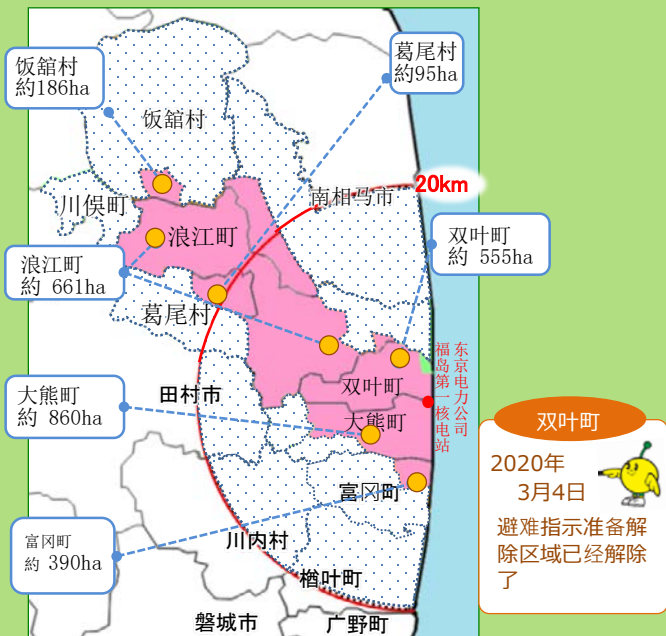 饭舘村
約186ha
葛尾村
約95ha
饭舘村
20km
南相马市
川俣町
浪江町
双叶町
約 555ha
浪江町
約 661ha
葛尾村
东京电力公司
福岛第一核电站
双叶町
田村市
大熊町
約 860ha
大熊町
双叶町
2020年
3月4日
避难指示准备解
除区域已经解除
了
富冈町
富冈町
約 390ha
川内村
楢叶町
磐城市
广野町